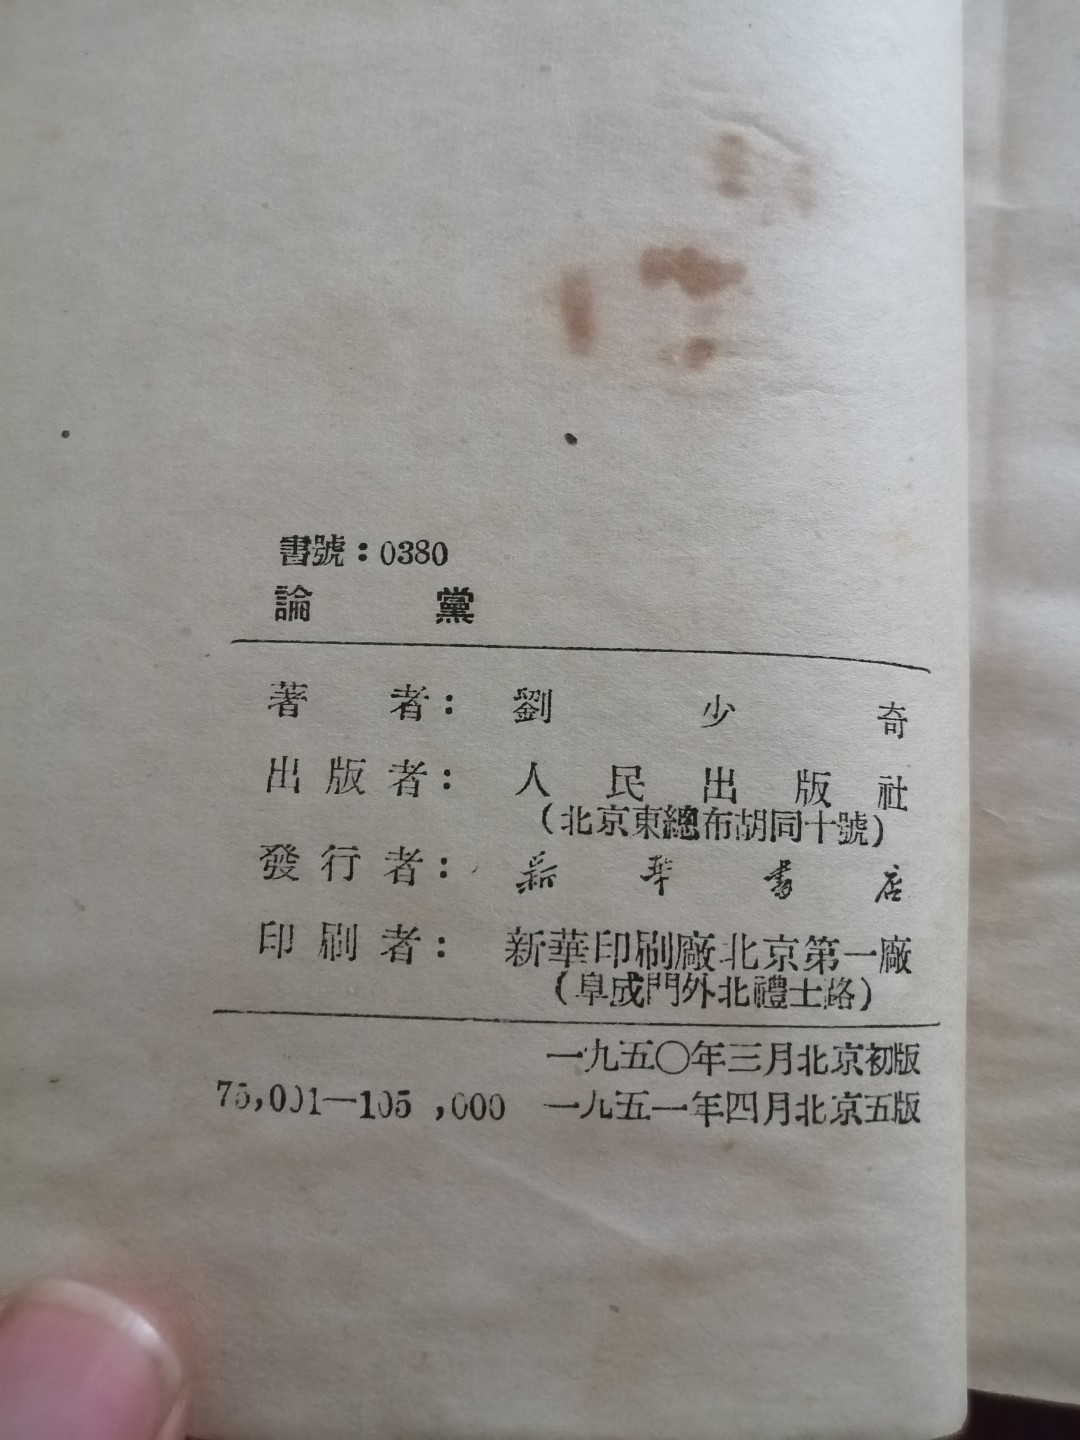 書號：0380
論黨
著者：劉少奇
出版者：人民出版社
（北京東總布胡同十號）
發行者：新華書店
印刷者：新華印刷廠北京第一廠
（阜成門外北禮士路）
一九五〇年三月北京初版
75,001—105,000 一九五一年四月北京五版